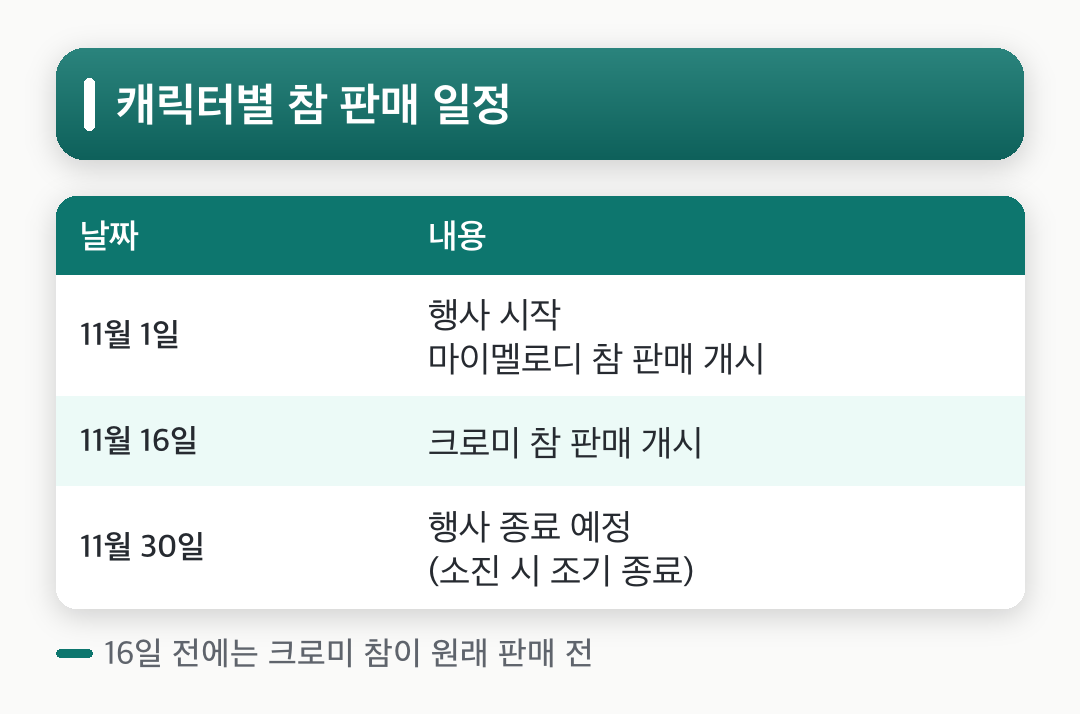 캐릭터별 참 판매 일정
날짜 내용
11월 1일 행사 시작
마이멜로디 참 판매 개시
11월 16일 크로미 참 판매 개시
11월 30일 행사 종료 예정
(소진 시 조기 종료)
16일 전에는 크로미 참이 원래 판매 전